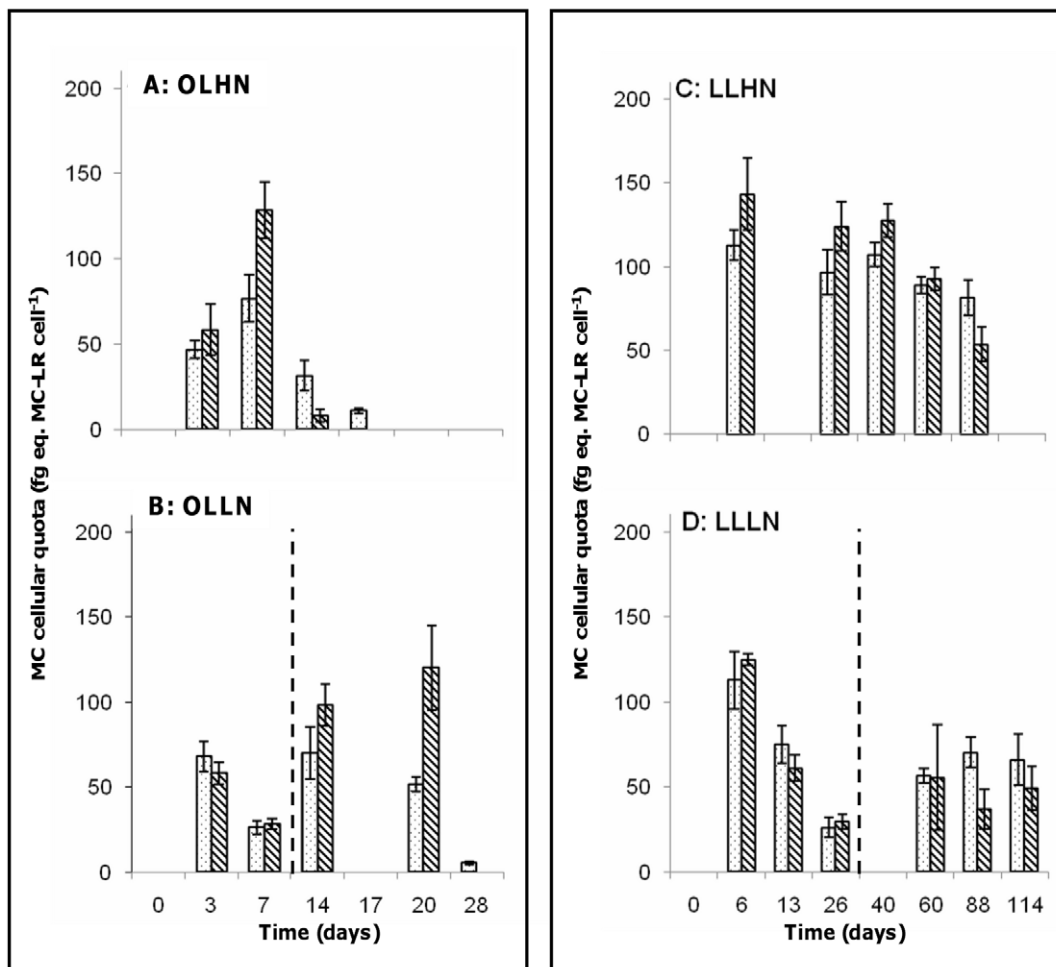 MC cellular quota (fg eq. MC-LR cell⁻¹)
A: OLHN
200
150
100
50
0
B: OLLN
200
150
100
50
0
0 3 7 14 17 20 28
Time (days)
MC cellular quota (fg eq. MC-LR cell⁻¹)
C: LLHN
200
150
100
50
0
D: LLLN
200
150
100
50
0
0 6 13 26 40 60 88 114
Time (days)